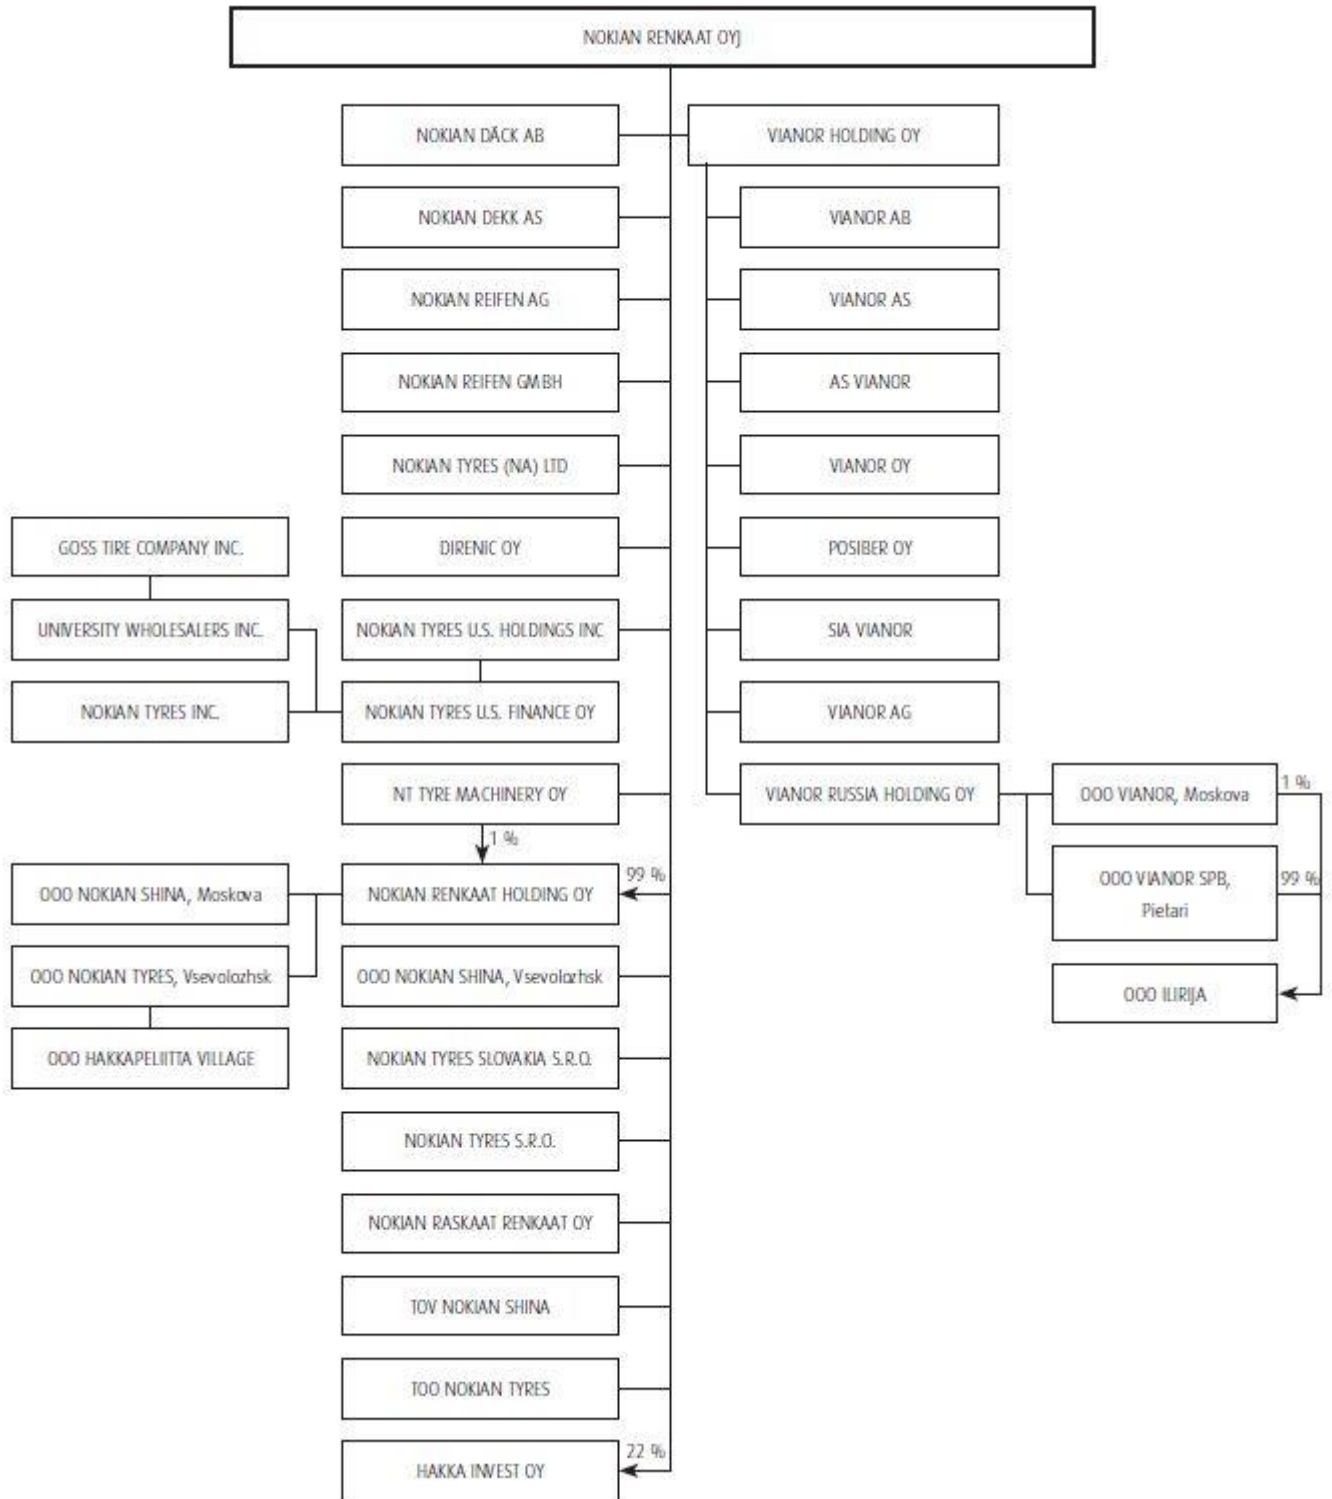 NOKIAN RENKAAT OYJ
NOKIAN DÄCK AB
VIANOR HOLDING OY
NOKIAN DEKK AS
VIANOR AB
NOKIAN REIFEN AG
VIANOR AS
NOKIAN REIFEN GMBH
AS VIANOR
NOKIAN TYRES (NA) LTD
VIANOR OY
GOSS TIRE COMPANY INC.
DIRENIC OY
POSIBER OY
UNIVERSITY WHOLESALERS INC.
NOKIAN TYRES U.S. HOLDINGS INC
SIA VIANOR
NOKIAN TYRES INC.
NOKIAN TYRES U.S. FINANCE OY
VIANOR AG
NT TYRE MACHINERY OY
VIANOR RUSSIA HOLDING OY
OOO VIANOR, Moskova
1 %
1 %
OOO NOKIAN SHINA, Moskova
NOKIAN RENKAAT HOLDING OY
99 %
OOO VIANOR SPB,
Pietari
99 %
OOO NOKIAN TYRES, Vsevolozhsk
OOO NOKIAN SHINA, Vsevolozhsk
OOO ILIRIJA
OOO HAKKAPELIITTA VILLAGE
NOKIAN TYRES SLOVAKIA S.R.O.
NOKIAN TYRES S.R.O.
NOKIAN RASKAAT RENKAAT OY
TOV NOKIAN SHINA
TOO NOKIAN TYRES
HAKKA INVEST OY
22 %